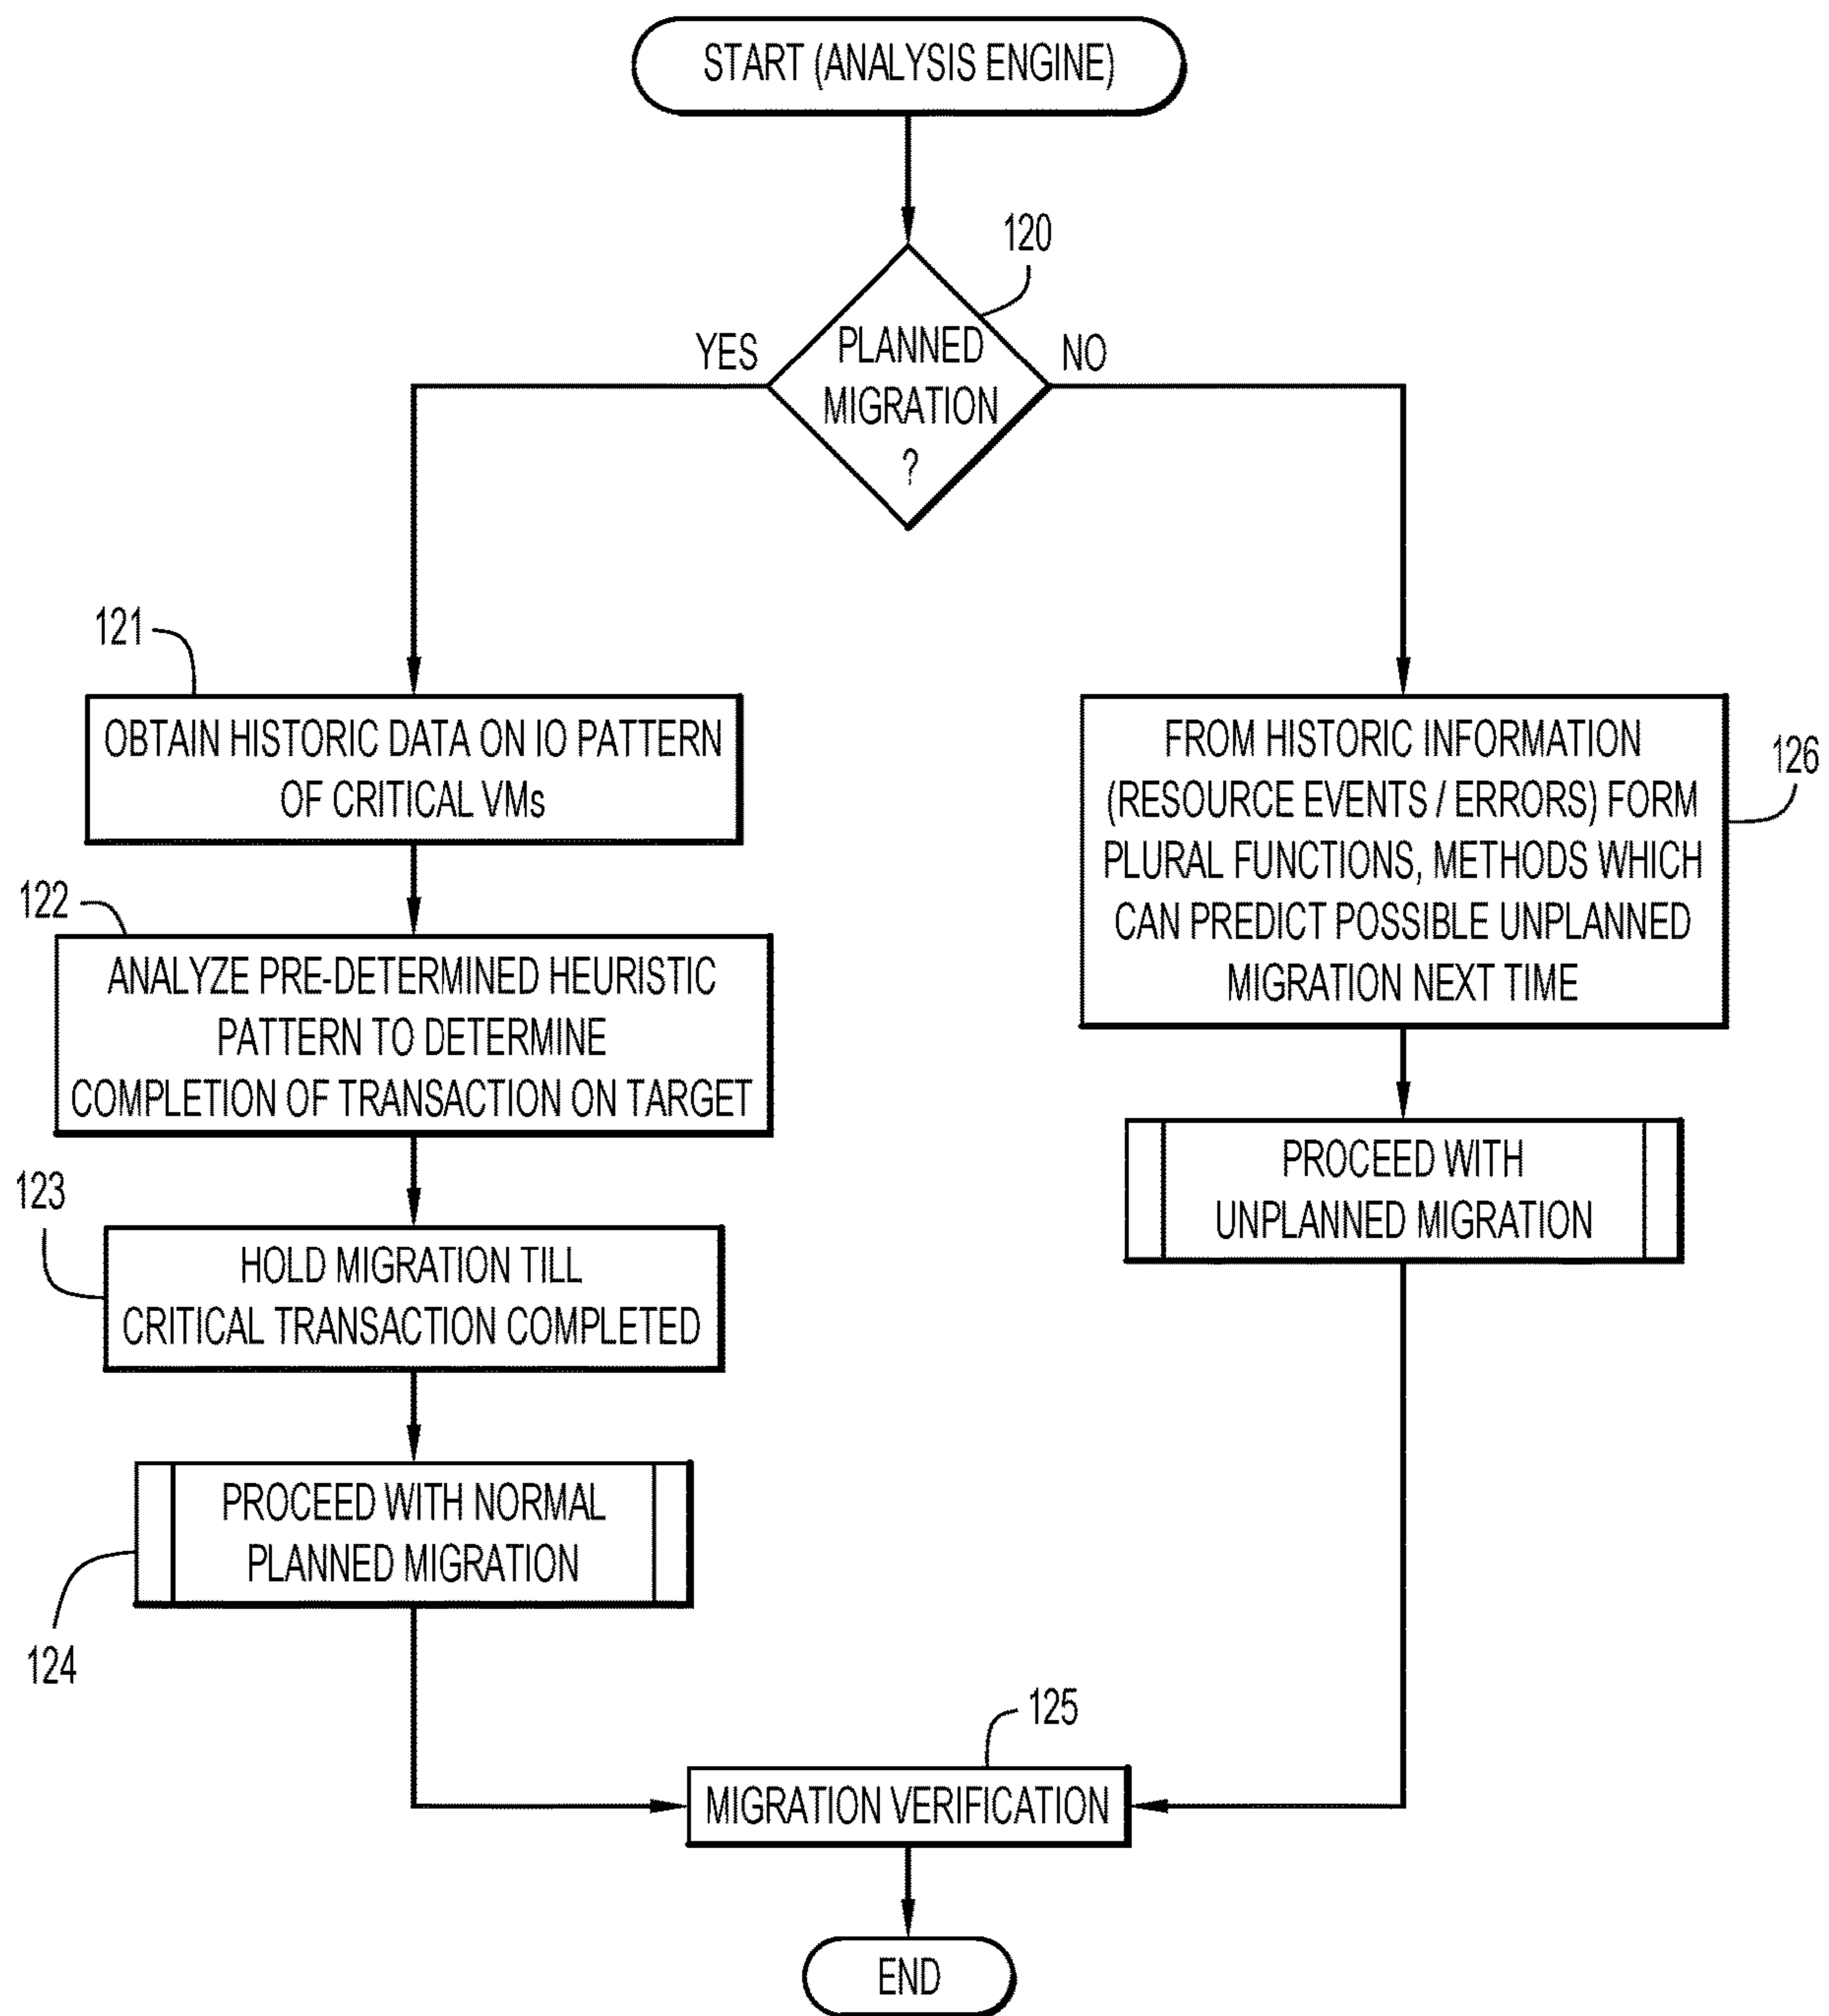 START (ANALYSIS ENGINE)
120
YES
PLANNED
MIGRATION
?
NO
121
OBTAIN HISTORIC DATA ON IO PATTERN
OF CRITICAL VMs
122
ANALYZE PRE-DETERMINED HEURISTIC
PATTERN TO DETERMINE
COMPLETION OF TRANSACTION ON TARGET
123
HOLD MIGRATION TILL
CRITICAL TRANSACTION COMPLETED
PROCEED WITH NORMAL
PLANNED MIGRATION
124
FROM HISTORIC INFORMATION
(RESOURCE EVENTS / ERRORS) FORM
PLURAL FUNCTIONS, METHODS WHICH
CAN PREDICT POSSIBLE UNPLANNED
MIGRATION NEXT TIME
126
PROCEED WITH
UNPLANNED MIGRATION
125
MIGRATION VERIFICATION
END